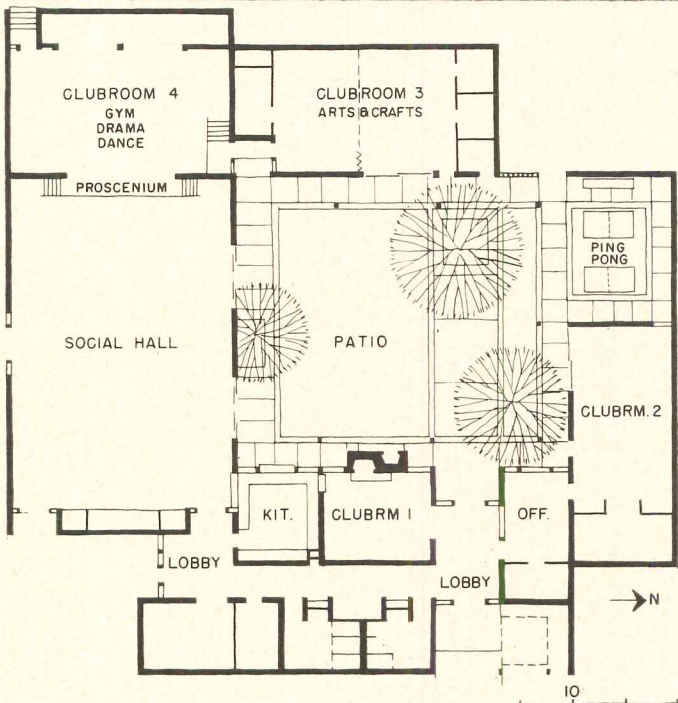 CLUBROOM 4
GYM
DRAMA
DANCE
CLUBROOM 3
ARTS & CRAFTS
PROSCENIUM
PING
PONG
SOCIAL HALL
PATIO
CLUBRM. 2
KIT.
CLUBRM 1
OFF.
LOBBY
LOBBY
N
10